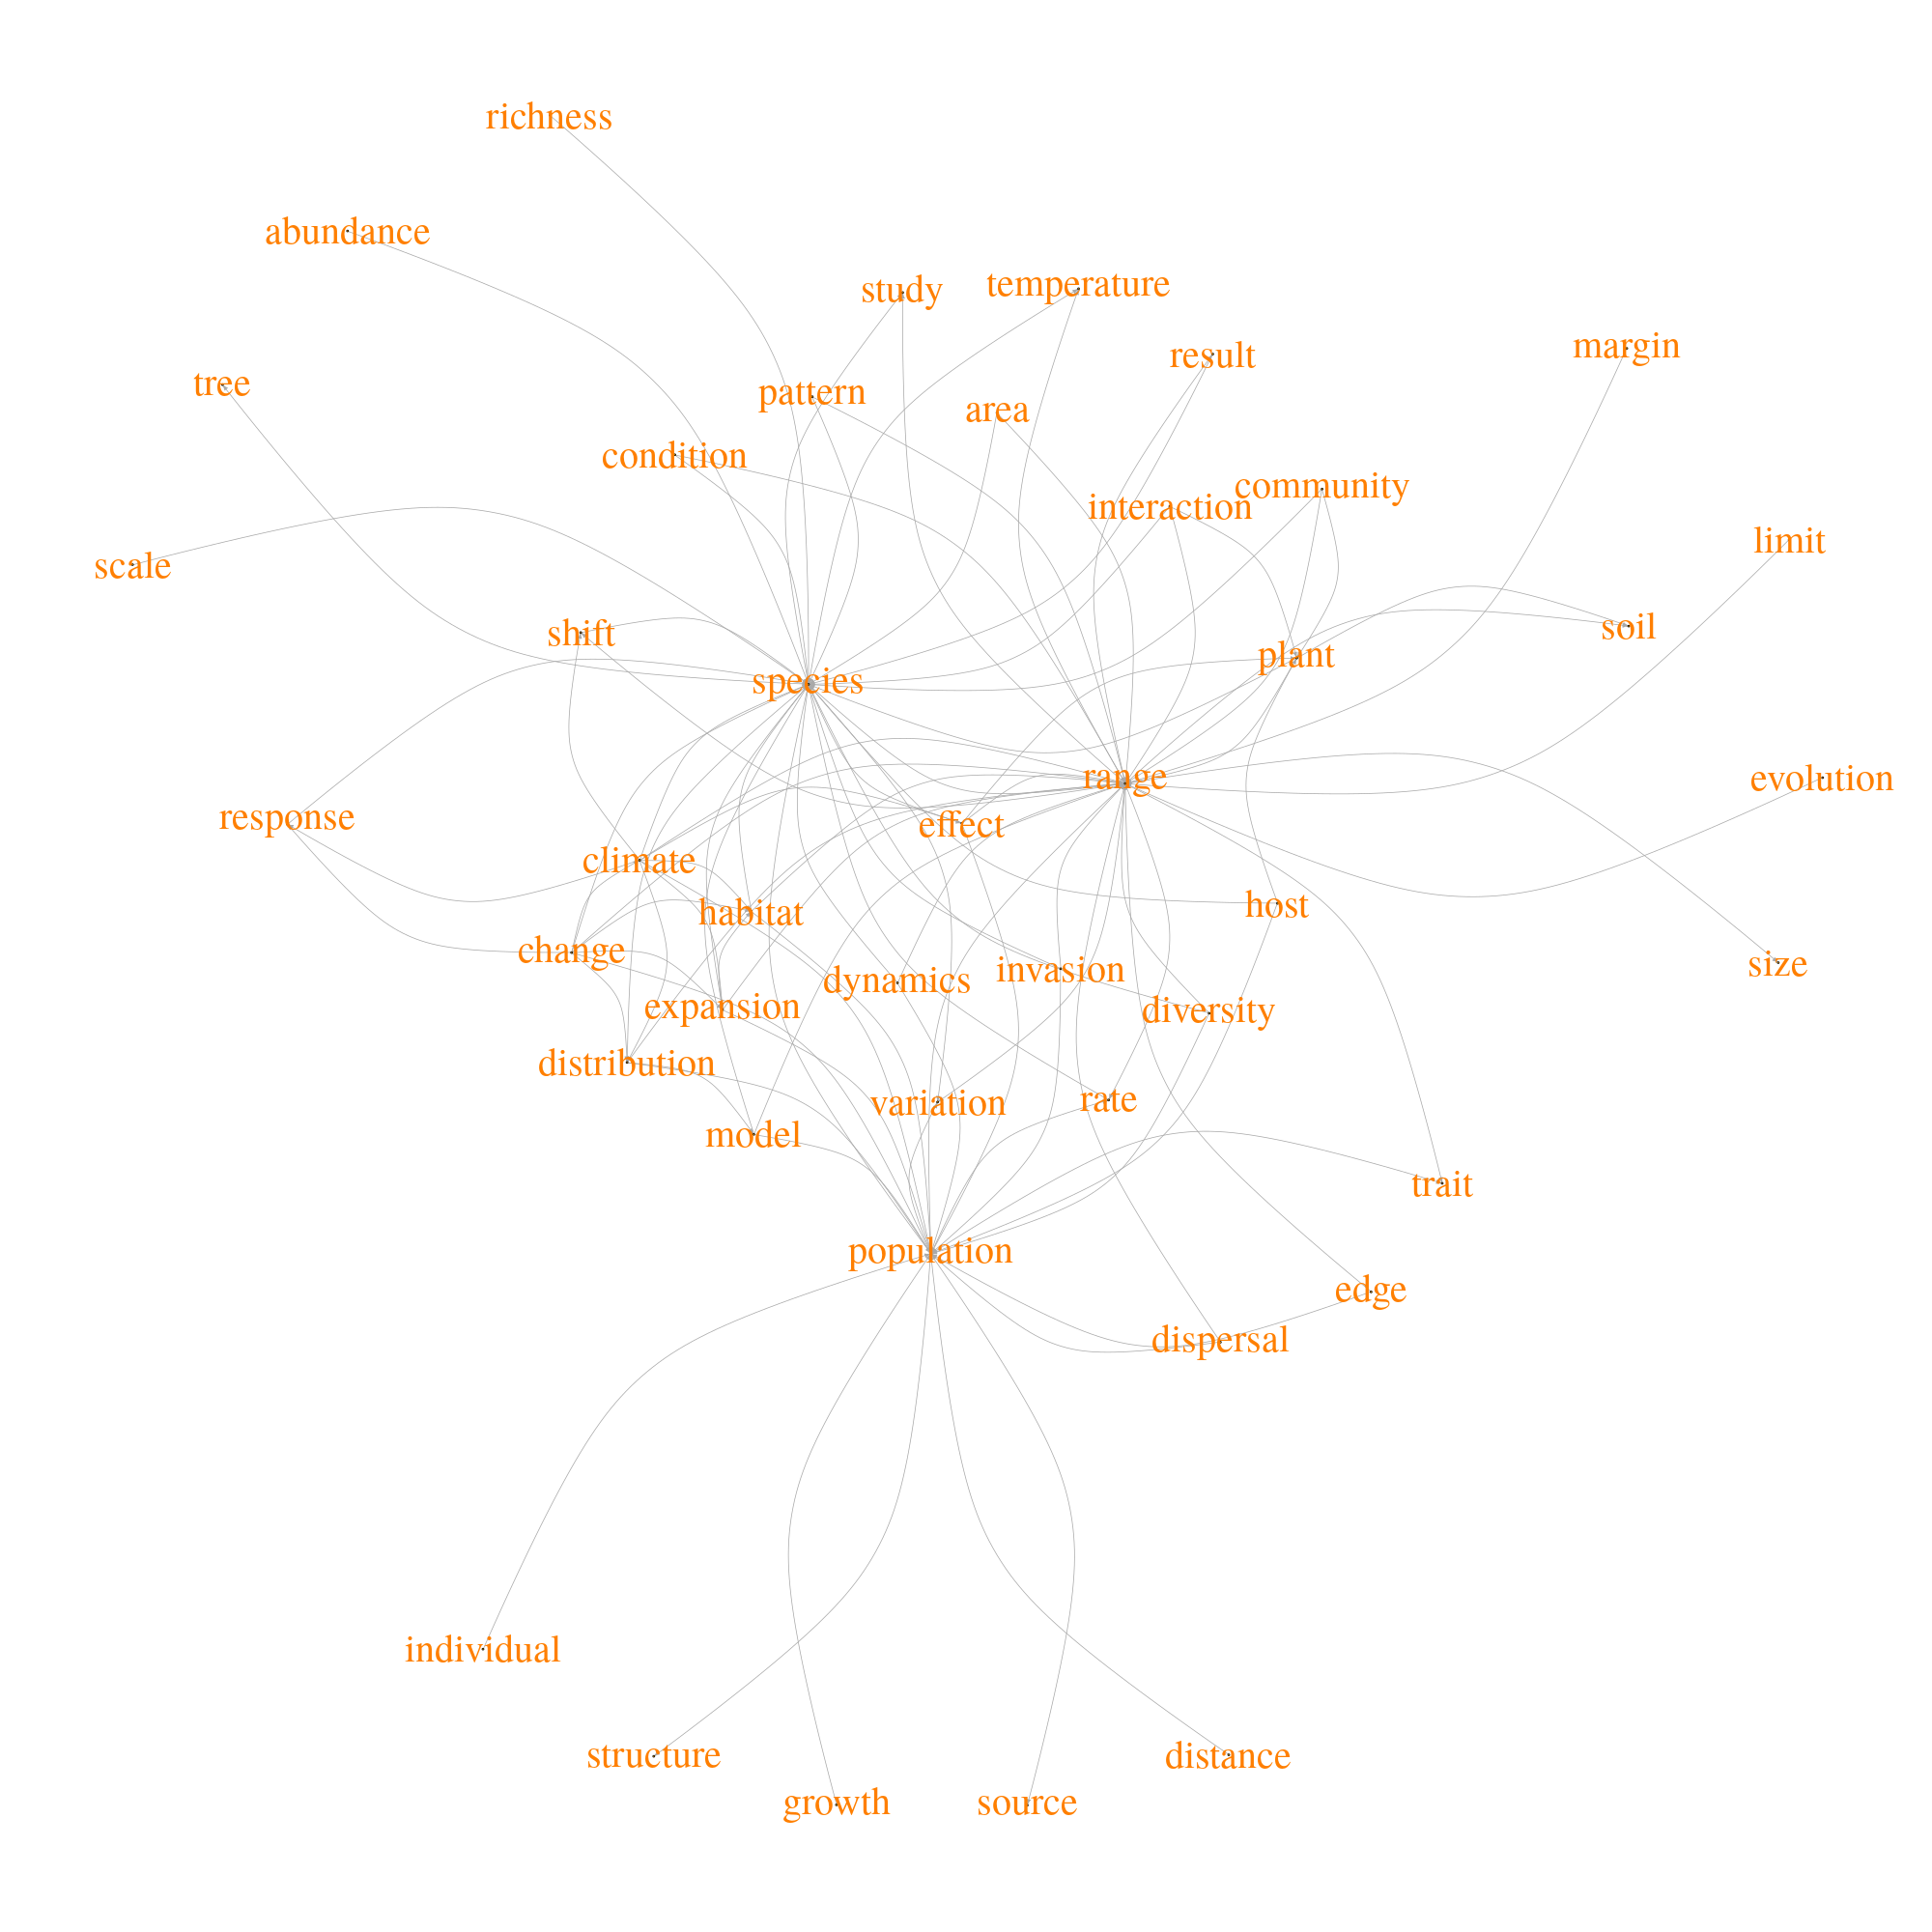 richness
abundance
study
temperature
margin
result
tree
pattern
area
condition
community
interaction
limit
scale
shift
soil
plant
species
range
evolution
response
effect
climate
host
habitat
change
size
invasion
dynamics
expansion
diversity
distribution
rate
variation
model
trait
population
edge
dispersal
individual
structure
distance
growth
source